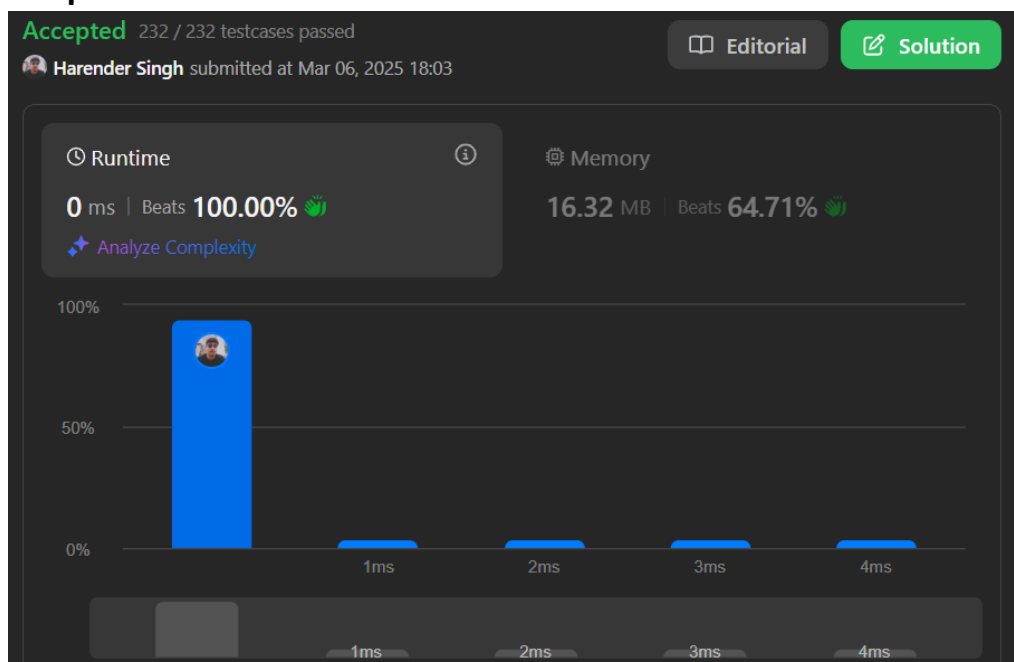 Accepted 232 / 232 testcases passed
Editorial
Solution
Harender Singh submitted at Mar 06, 2025 18:03
Runtime
0 ms | Beats 100.00%
Analyze Complexity
Memory
16.32 MB | Beats 64.71%
100%
50%
0%
1ms 2ms 3ms 4ms
1ms 2ms 3ms 4ms